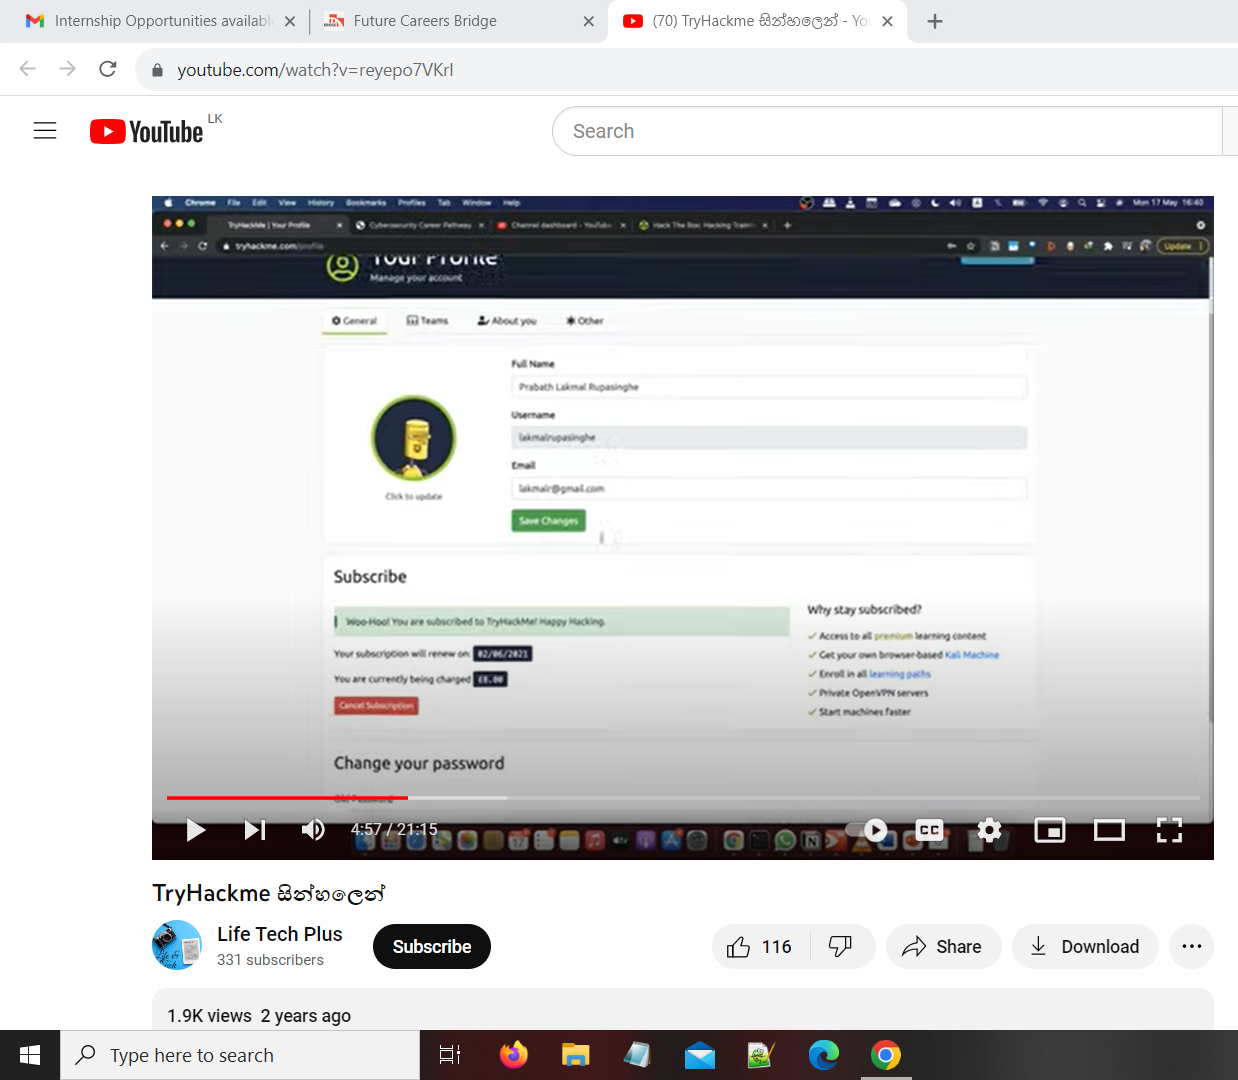 Internship Opportunities available
Future Careers Bridge
(70) TryHackme සින්හලෙන් - You
youtube.com/watch?v=reyepo7VKrI
YouTube LK
Search
Chrome File Edit View History Bookmarks Profiles Tab Window Help
Mon 17 May 16:40
TryHackMe | Your Profile
Cybersecurity Career Pathway
Channel dashboard - YouTube
Hack The Box: Hacking Training
tryhackme.com/profile
Update
Your Profile
Manage your account
General
Teams
About you
Other
Full Name
Prabath Lakmal Rupasinghe
Username
lakmalrupasinghe
Email
lakmalr@gmail.com
Click to update
Save Changes
Subscribe
Woo-Hoo! You are subscribed to TryHackMe! Happy Hacking.
Your subscription will renew on: 02/06/2021
You are currently being charged £8.00
Cancel Subscription
Why stay subscribed?
Access to all premium learning content
Get your own browser-based Kali Machine
Enroll in all learning paths
Private OpenVPN servers
Start machines faster
Change your password
Old Password
4:57 / 21:15
CC
TryHackme සින්හලෙන්
Life Tech Plus
331 subscribers
Subscribe
116
Share
Download
1.9K views 2 years ago
Type here to search